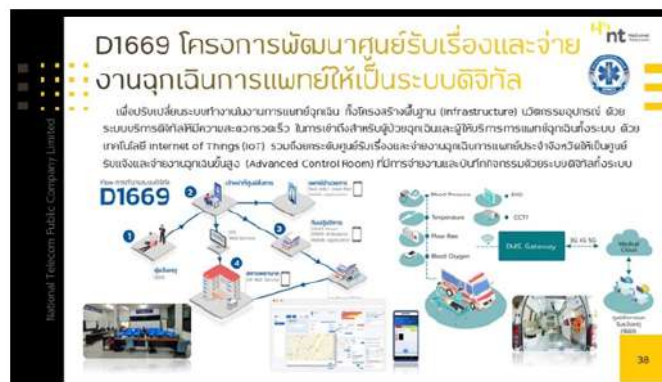 D1669 โครงการพัฒนาศูนย์รับเรื่องและจ่าย
งานฉุกเฉินการแพทย์ให้เป็นระบบดิจิทัล
nt National Telecom
National Telecom Public Company Limited
เพื่อปรับเปลี่ยนระบบทำงานในงานการแพทย์ฉุกเฉิน ทั้งโครงสร้างพื้นฐาน (Infrastructure) นวัตกรรมอุปกรณ์ ด้วย
ระบบบริการดิจิทัลให้มีความสะดวกรวดเร็ว ในการเข้าถึงสำหรับผู้ป่วยฉุกเฉินและผู้ให้บริการการแพทย์ฉุกเฉินทั้งระบบ ด้วย
เทคโนโลยี Internet of Things (IoT) รวมถึงยกระดับศูนย์รับเรื่องและจ่ายงานฉุกเฉินการแพทย์ประจำจังหวัดให้เป็นศูนย์
รับแจ้งและจ่ายงานฉุกเฉินขั้นสูง (Advanced Control Room) ที่มีการจ่ายงานและบันทึกกิจกรรมด้วยระบบดิจิทัลทั้งระบบ
D1669
1
2
3
4
Blood Pressure
EKG
Temperature
CCTV
Flow Rate
Blood Oxygen
Gateway
3G 4G 5G
Medical
Cloud
38